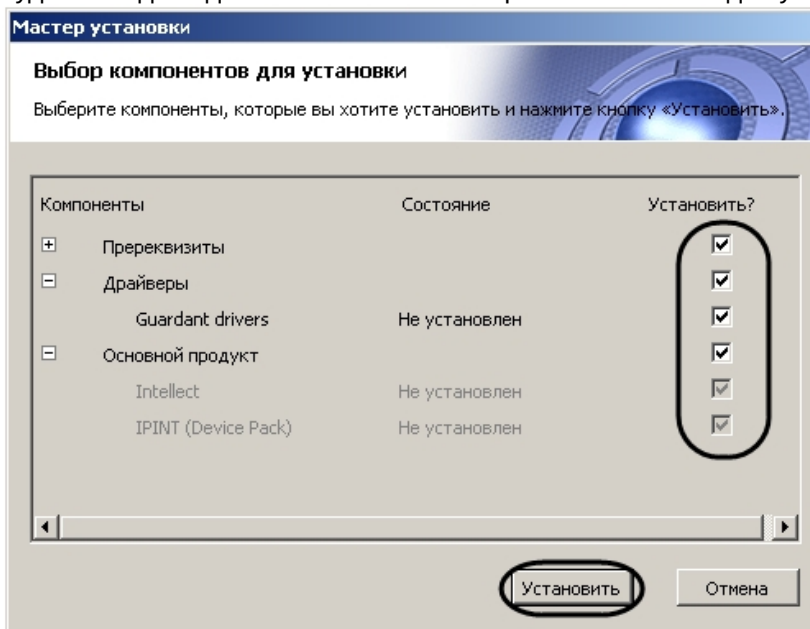 Мастер установки
Выбор компонентов для установки
Выберите компоненты, которые вы хотите установить и нажмите кнопку «Установить».
Компоненты Состояние Установить?
Пререквизиты
Драйверы
Guardant drivers Не установлен
Основной продукт
Intellect Не установлен
IPINT (Device Pack) Не установлен
Установить Отмена